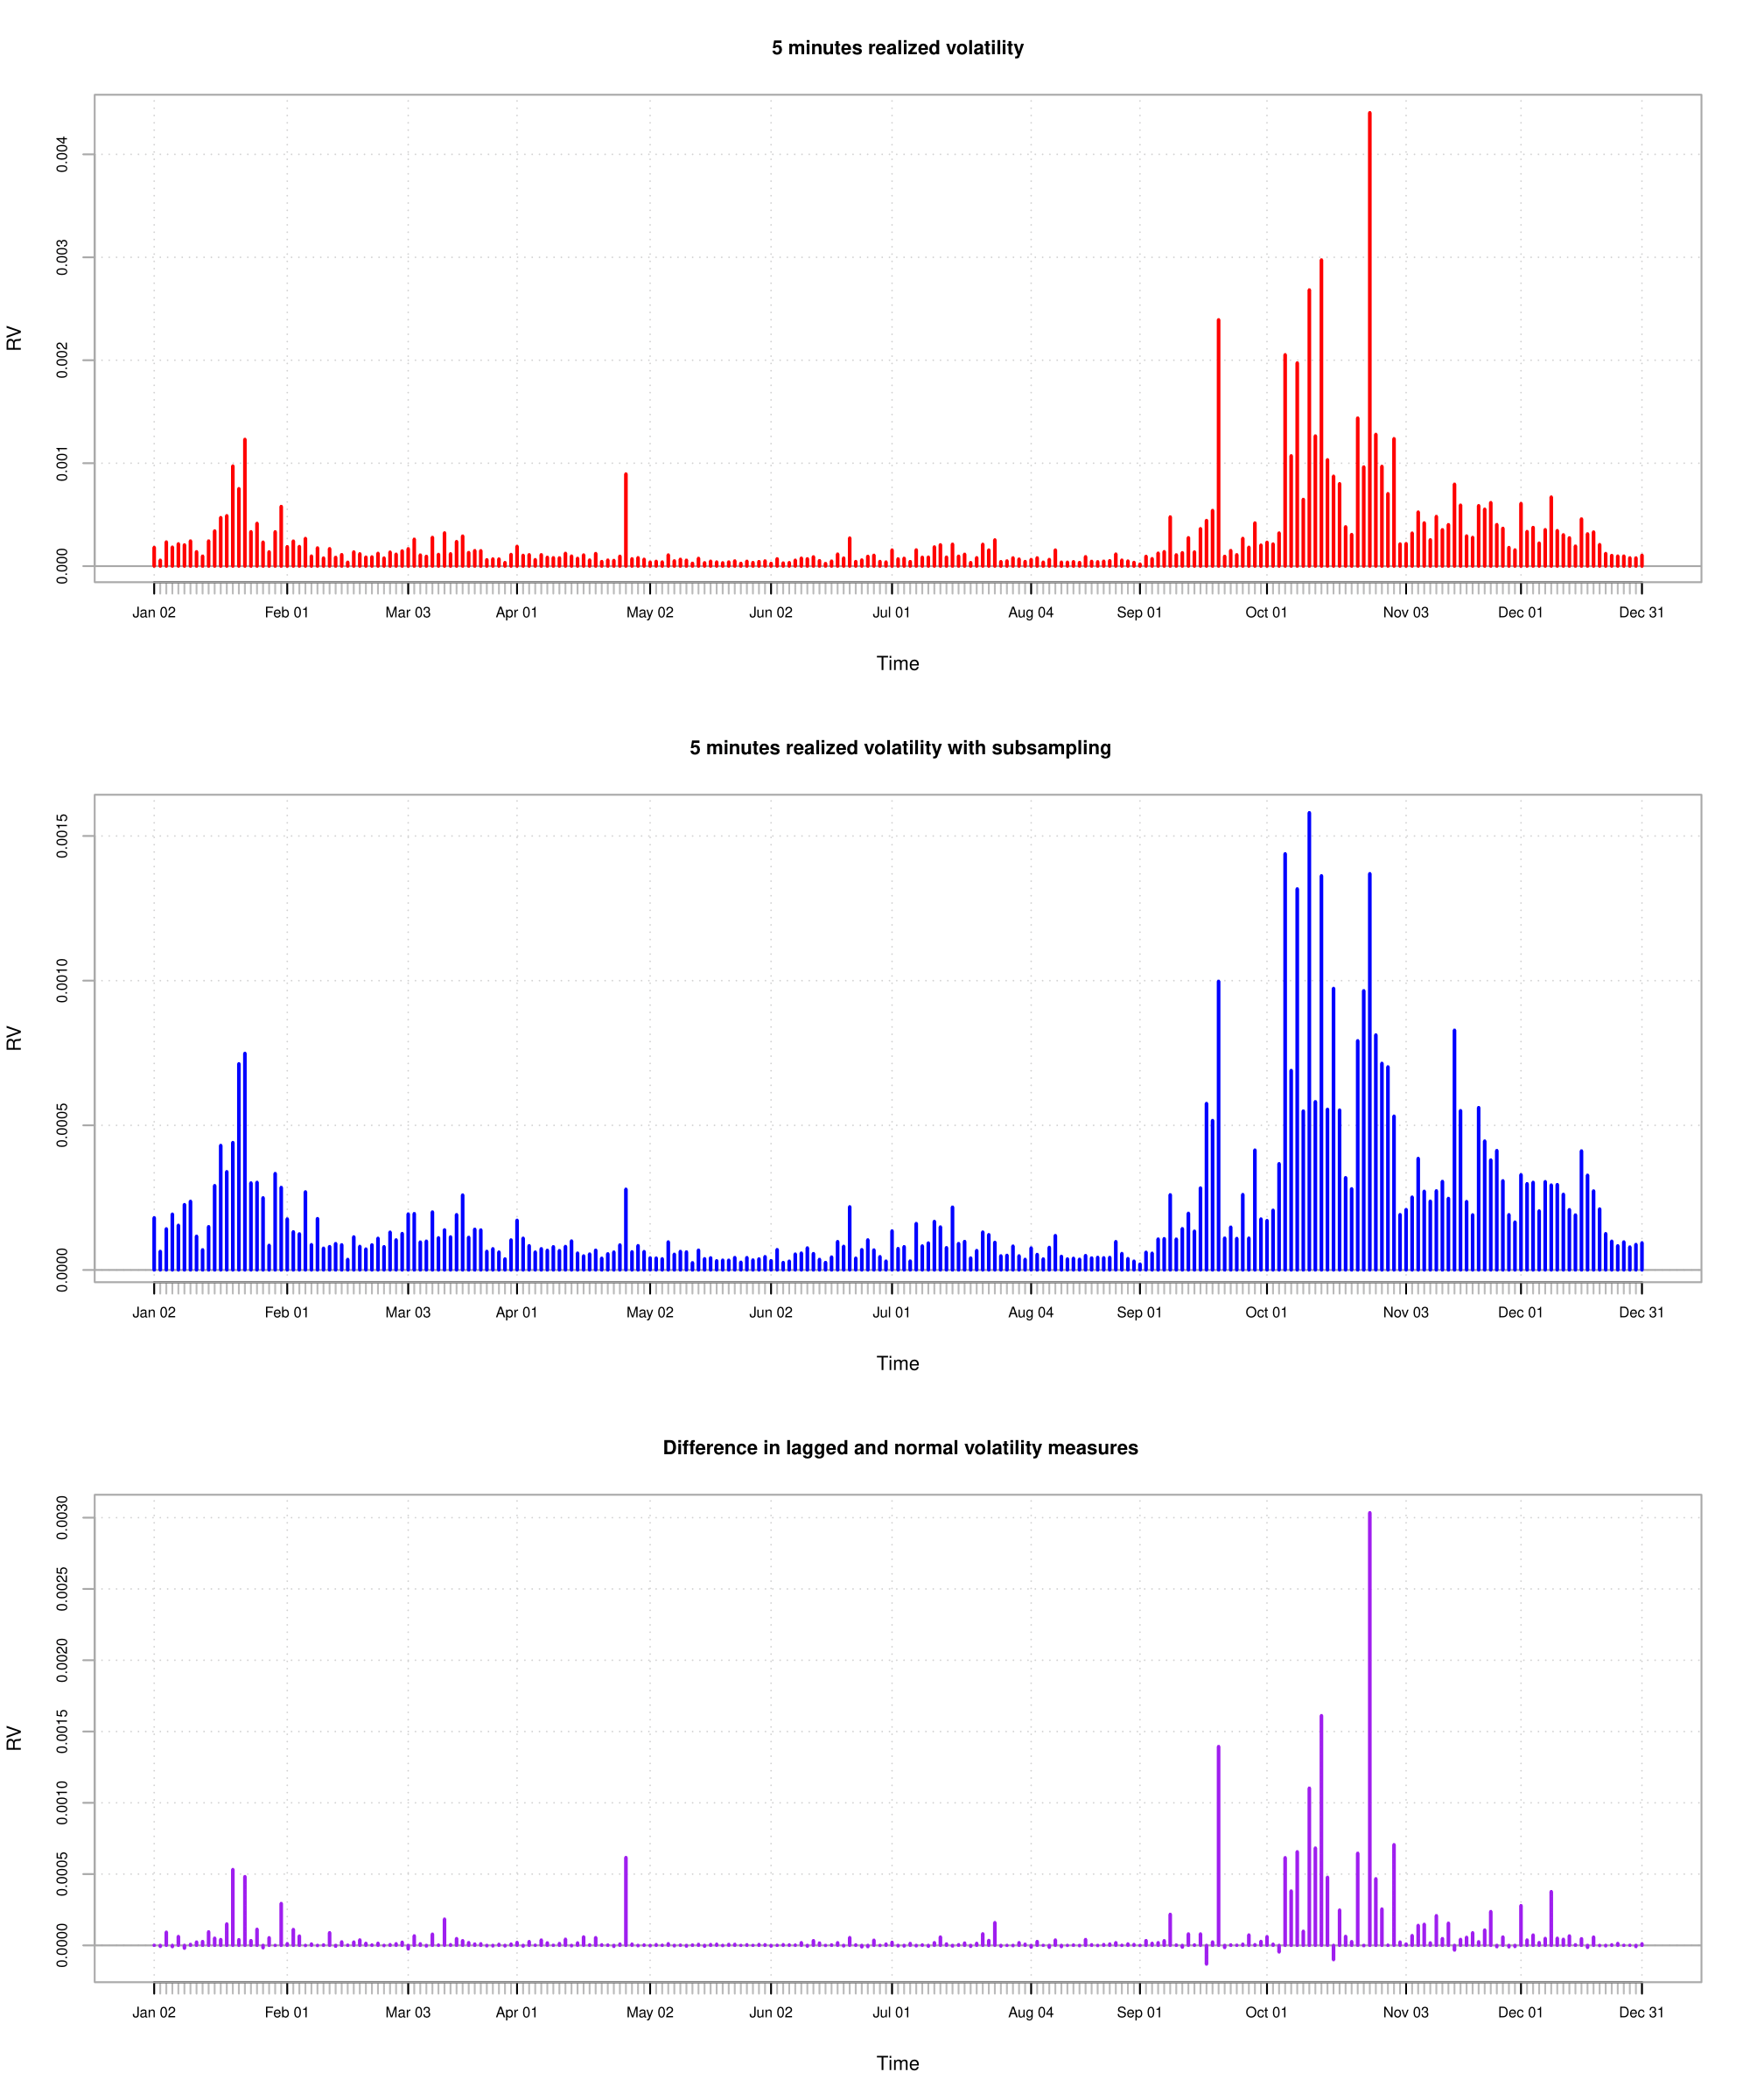 5 minutes realized volatility
RV
0.004
0.003
0.002
0.001
0.000
Jan 02 Feb 01 Mar 03 Apr 01 May 02 Jun 02 Jul 01 Aug 04 Sep 01 Oct 01 Nov 03 Dec 01 Dec 31
Time
5 minutes realized volatility with subsampling
RV
0.0015
0.0010
0.0005
0.0000
Jan 02 Feb 01 Mar 03 Apr 01 May 02 Jun 02 Jul 01 Aug 04 Sep 01 Oct 01 Nov 03 Dec 01 Dec 31
Time
Difference in lagged and normal volatility measures
RV
0.0030
0.0025
0.0020
0.0015
0.0010
0.0005
0.0000
Jan 02 Feb 01 Mar 03 Apr 01 May 02 Jun 02 Jul 01 Aug 04 Sep 01 Oct 01 Nov 03 Dec 01 Dec 31
Time